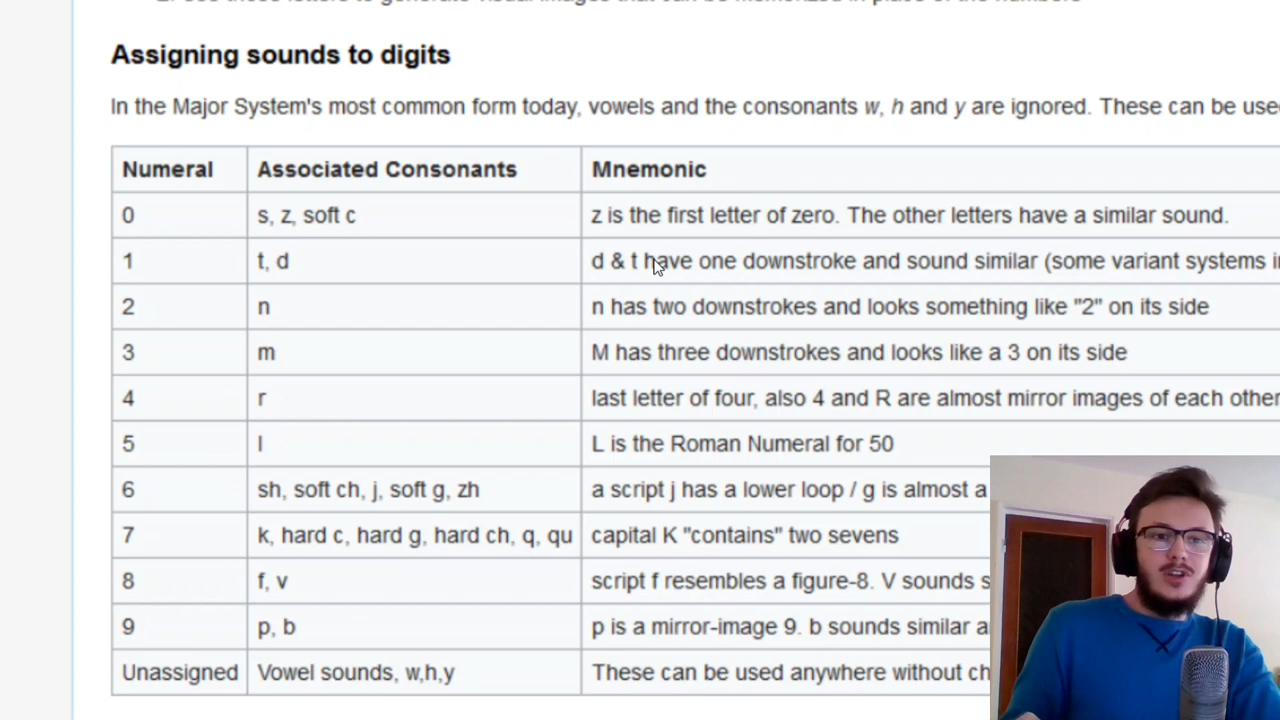 Assigning sounds to digits
In the Major System's most common form today, vowels and the consonants w, h and y are ignored. These can be use
Numeral Associated Consonants Mnemonic
0 s, z, soft c z is the first letter of zero. The other letters have a similar sound.
1 t, d d & t have one downstroke and sound similar (some variant systems i
2 n n has two downstrokes and looks something like "2" on its side
3 m M has three downstrokes and looks like a 3 on its side
4 r last letter of four, also 4 and R are almost mirror images of each other
5 l L is the Roman Numeral for 50
6 sh, soft ch, j, soft g, zh a script j has a lower loop / g is almost a
7 k, hard c, hard g, hard ch, q, qu capital K "contains" two sevens
8 f, v script f resembles a figure-8. V sounds s
9 p, b p is a mirror-image 9. b sounds similar a
Unassigned Vowel sounds, w,h,y These can be used anywhere without ch